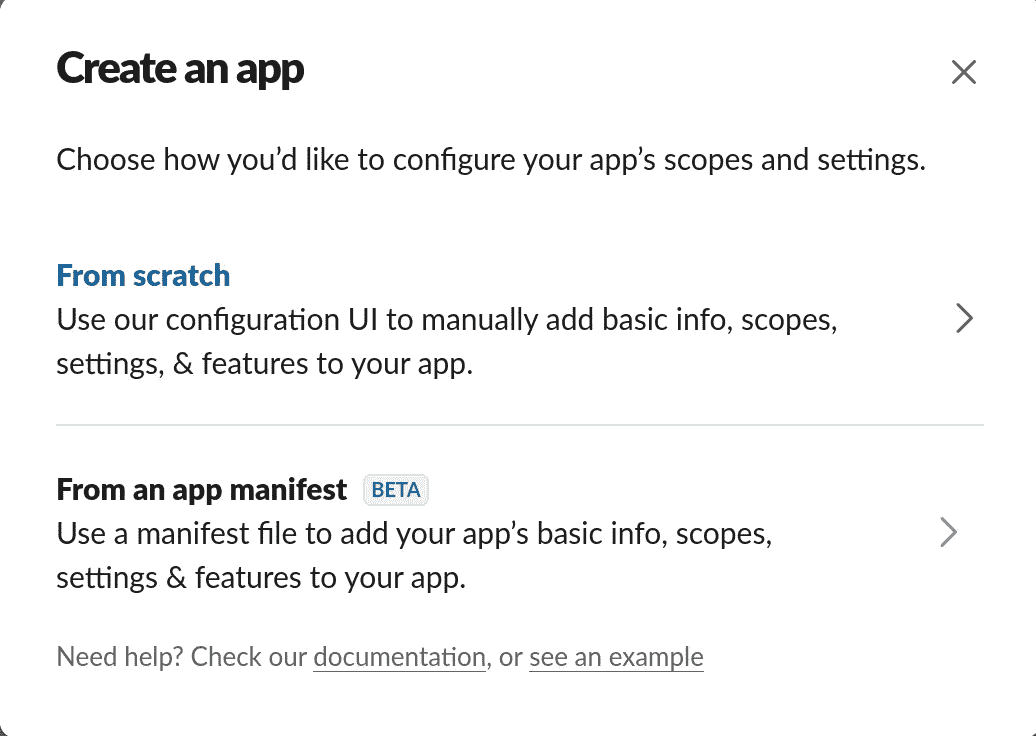 Create an app
Choose how you’d like to configure your app’s scopes and settings.
From scratch
Use our configuration UI to manually add basic info, scopes,
settings, & features to your app.
From an app manifest BETA
Use a manifest file to add your app’s basic info, scopes,
settings & features to your app.
Need help? Check our documentation, or see an example